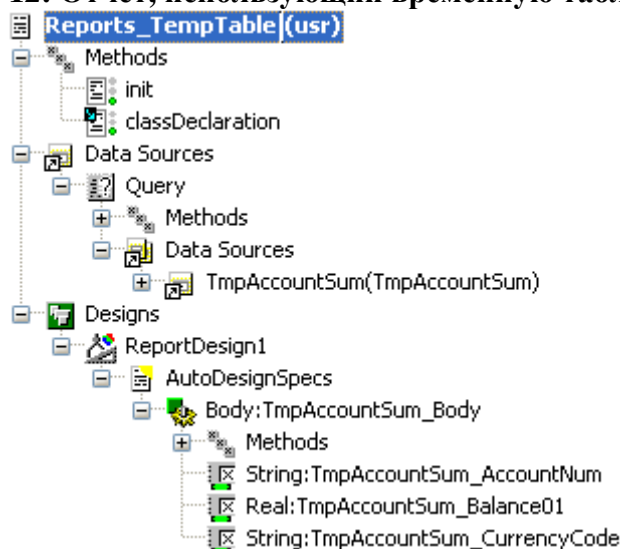 Reports_TempTable (usr)
Methods
init
classDeclaration
Data Sources
Query
Methods
Data Sources
TmpAccountSum(TmpAccountSum)
Designs
ReportDesign1
AutoDesignSpecs
Body:TmpAccountSum_Body
Methods
String:TmpAccountSum_AccountNum
Real:TmpAccountSum_Balance01
String:TmpAccountSum_CurrencyCode